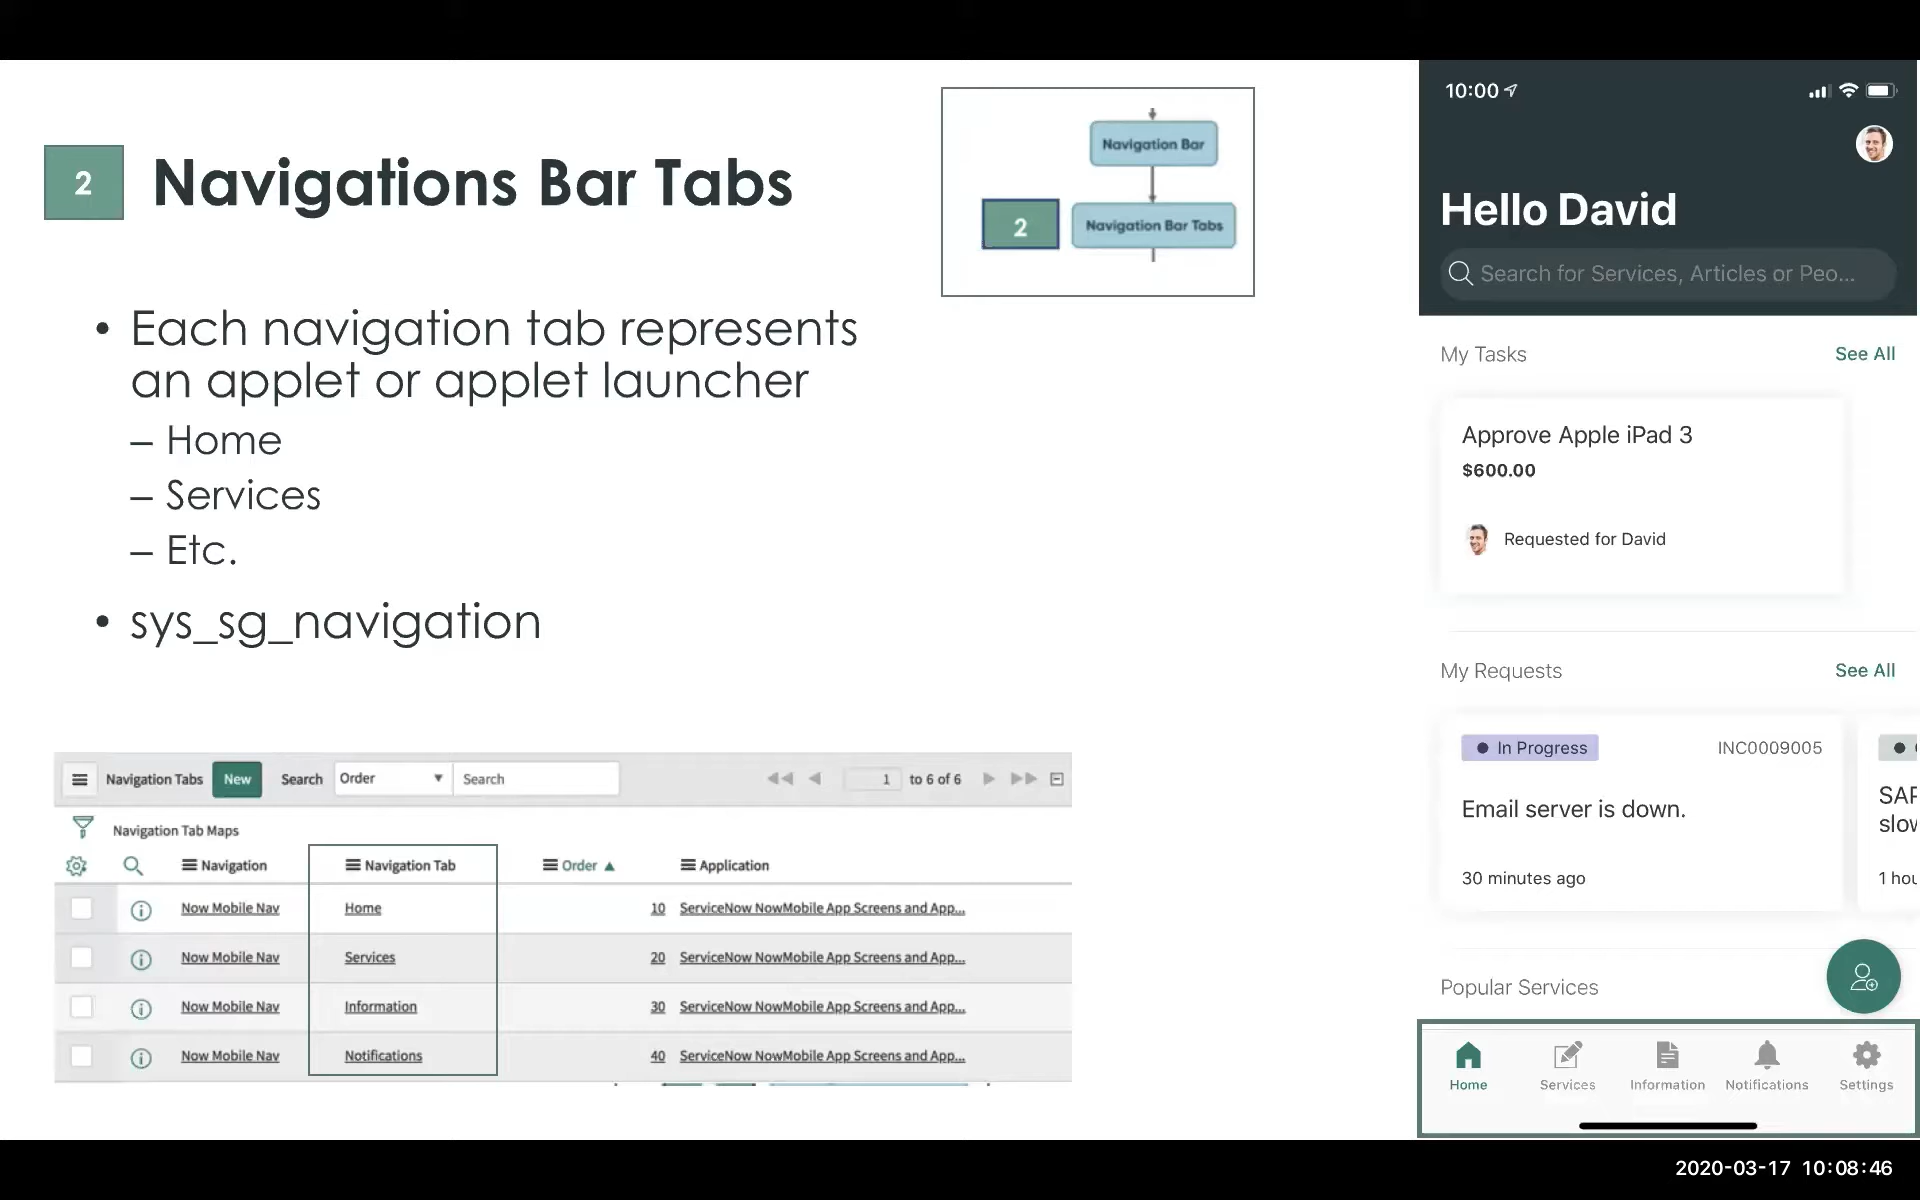 2
Navigations Bar Tabs
Navigation Bar
2
Navigation Bar Tabs
• Each navigation tab represents
an applet or applet launcher
– Home
– Services
– Etc.
• sys_sg_navigation
Navigation Tabs New Search Order Search 1 to 6 of 6
Navigation Tab Maps
Navigation Navigation Tab Order Application
Now Mobile Nav Home 10 ServiceNow NowMobile App Screens and App...
Now Mobile Nav Services 20 ServiceNow NowMobile App Screens and App...
Now Mobile Nav Information 30 ServiceNow NowMobile App Screens and App...
Now Mobile Nav Notifications 40 ServiceNow NowMobile App Screens and App...
10:00
Hello David
Search for Services, Articles or Peo...
My Tasks See All
Approve Apple iPad 3
$600.00
Requested for David
My Requests See All
In Progress INC0009005
Email server is down.
30 minutes ago
SAP
slow
1 hou
Popular Services
Home Services Information Notifications Settings
2020-03-17 10:08:46